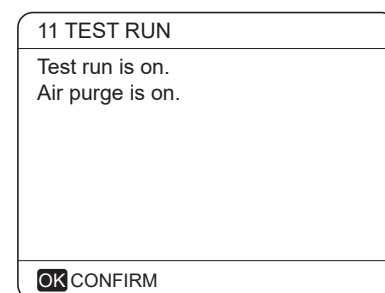 11 TEST RUN
Test run is on.
Air purge is on.
OK CONFIRM